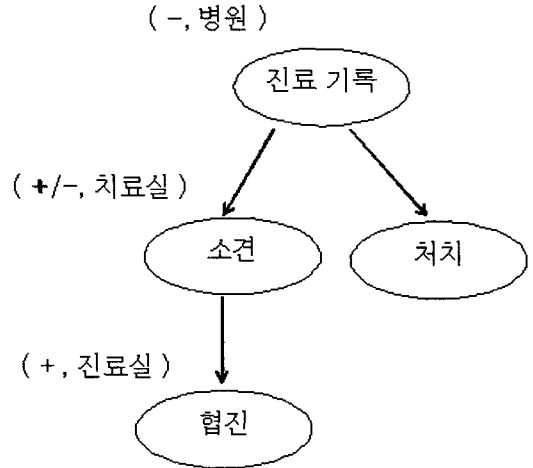 ( −, 병원 )
진료 기록
( +/−, 치료실 )
소견
처치
( + , 진료실 )
협진